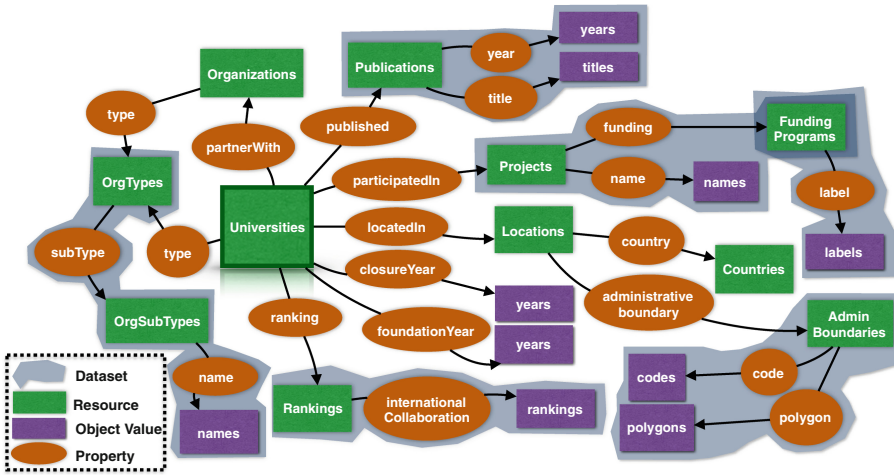 years
Publications
year
titles
Organizations
title
type
published
partnerWith
funding
Funding
Programs
Projects
participatedIn
name
names
OrgTypes
label
Universities
locatedIn
Locations
country
subType
type
labels
closureYear
Countries
years
administrative
boundary
ranking
foundationYear
years
OrgSubTypes
Admin
Boundaries
codes
code
name
Dataset
Resource
Rankings
international
Collaboration
rankings
polygon
polygons
Object Value
names
Property